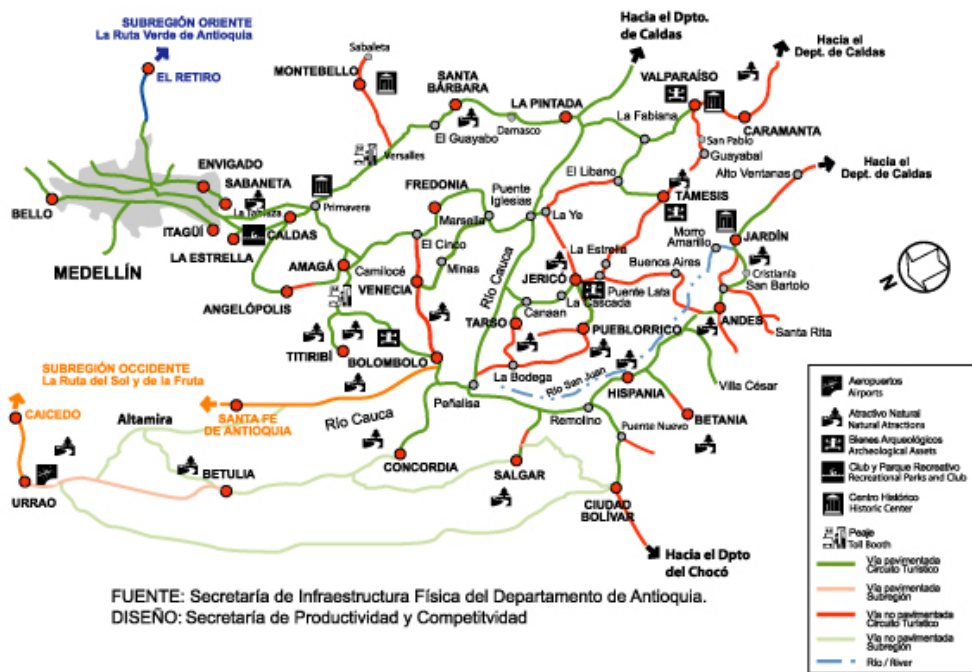 SUBREGIÓN ORIENTE
La Ruta Verde de Antioquia
EL RETIRO
Sabaleta
MONTEBELLO
SANTA
BÁRBARA
Hacia el Dpto.
de Caldas
Hacia el
Dept. de Caldas
VALPARAÍSO
LA PINTADA
La Fabiana
Damasco
El Guayabo
CARAMANTA
San Pablo
Guayabal
Versalles
Hacia el
Dept. de Caldas
Alto Ventanas
ENVIGADO
SABANETA
El Líbano
FREDONIA
Puente
Iglesias
TÁMESIS
BELLO
La Tablaza
Primavera
Marsella
La Ye
ITAGÜÍ
CALDAS
LA ESTRELLA
El Cinco
Morro
Amarillo
JARDÍN
La Estrella
MEDELLÍN
AMAGÁ
Camilocé
Minas
Río Cauca
JERICÓ
Buenos Aires
Cristianía
San Bartolo
N
VENECIA
Puente Lata
ANGELÓPOLIS
La Cascada
Canaan
TARSO
PUEBLORRICO
ANDES
Santa Rita
TITIRIBÍ
BOLOMBOLO
SUBREGIÓN OCCIDENTE
La Ruta del Sol y de la Fruta
La Bodega
Río San Juan
HISPANIA
Villa César
CAICEDO
Altamira
SANTA FE
DE ANTIOQUIA
Río Cauca
Peñalisa
Remolino
BETANIA
Puente Nuevo
URRAO
BETULIA
CONCORDIA
SALGAR
CIUDAD
BOLÍVAR
Hacia el Dpto
del Chocó
Aeropuertos
Airports
Atractivo Natural
Natural Attractions
Bienes Arqueológicos
Archeological Assets
Club y Parque Recreativo
Recreational Parks and Club
Centro Histórico
Historic Center
Peaje
Toll Booth
Vía pavimentada
Circuito Turístico
Vía pavimentada
Subregión
Vía no pavimentada
Circuito Turístico
Vía no pavimentada
Subregión
Río / River
FUENTE: Secretaría de Infraestructura Física del Departamento de Antioquia.
DISEÑO: Secretaría de Productividad y Competitvidad